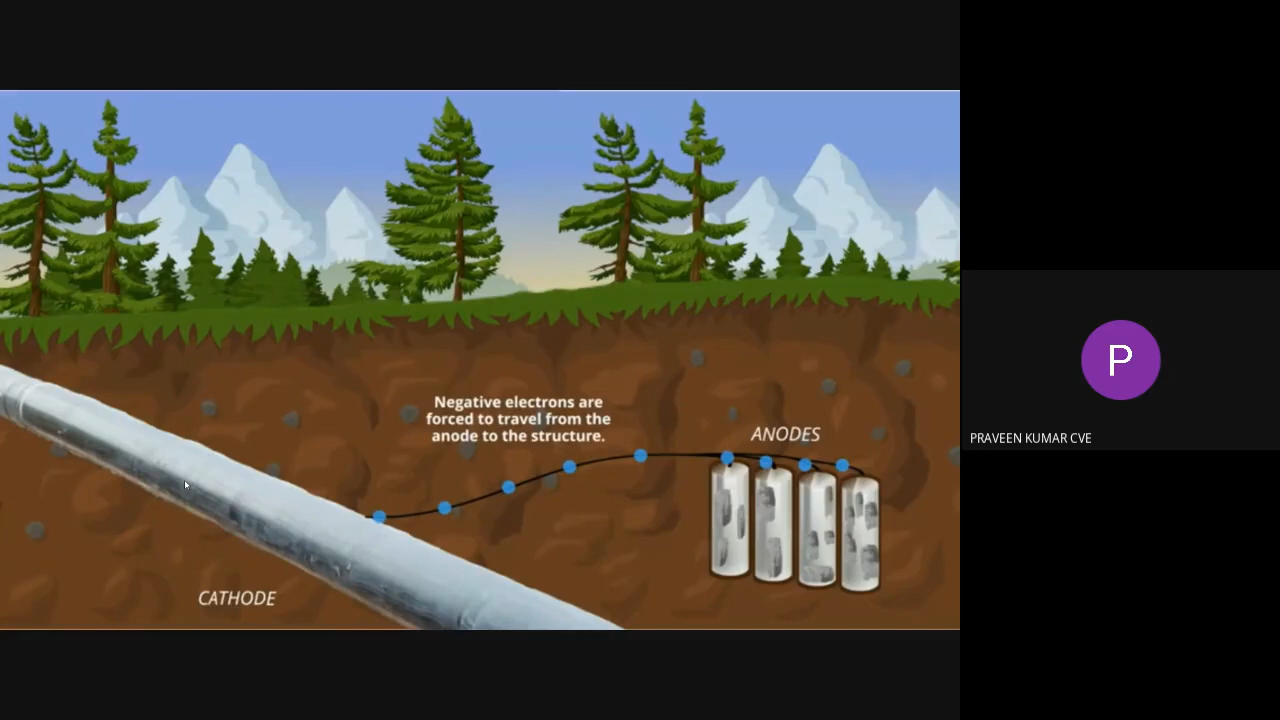 Negative electrons are
forced to travel from the
anode to the structure.
ANODES
CATHODE
P
PRAVEEN KUMAR CVE